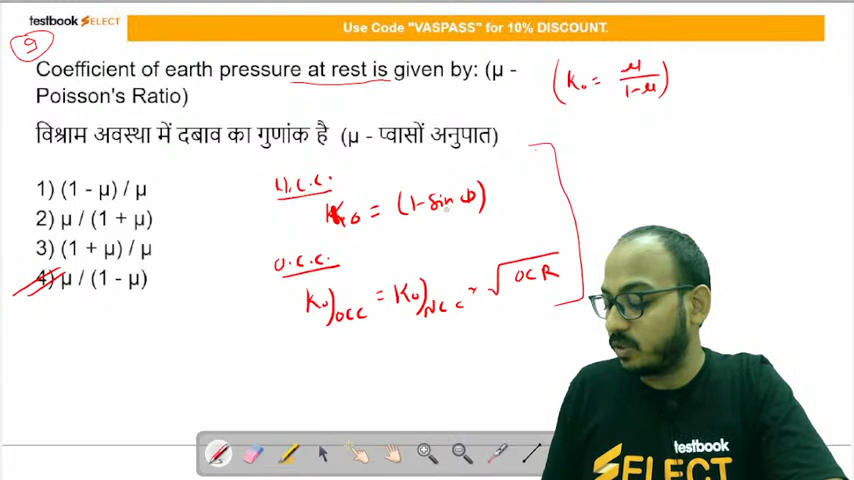 testbook SELECT
Use Code "VASPASS" for 10% DISCOUNT.
9
Coefficient of earth pressure at rest is given by: (μ -
Poisson's Ratio)
(K₀ = μ / 1-μ)
विश्राम अवस्था में दबाव का गुणांक है (μ - प्वासों अनुपात)
1) (1 - μ) / μ
2) μ / (1 + μ)
3) (1 + μ) / μ
4) μ / (1 - μ)
N.C.C.
K₀ = (1-sin φ)
O.C.C.
K₀)OCC = K₀)NCC × √OCR
testbook
SELECT